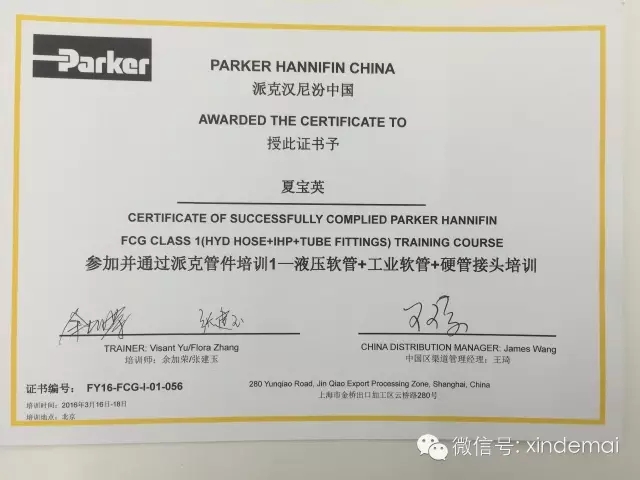 Parker
PARKER HANNIFIN CHINA
派克汉尼汾中国
AWARDED THE CERTIFICATE TO
授此证书予
夏宝英
CERTIFICATE OF SUCCESSFULLY COMPLIED PARKER HANNIFIN
FCG CLASS 1(HYD HOSE+IHP+TUBE FITTINGS) TRAINING COURSE
参加并通过派克管件培训1—液压软管+工业软管+硬管接头培训
TRAINER: Visant Yu/Flora Zhang
培训师：余加荣/张建玉
CHINA DISTRIBUTION MANAGER: James Wang
中国区渠道管理经理：王琦
证书编号： FY16-FCG-I-01-056
培训时间：2016年3月16日-18日
培训地点：北京
280 Yunqiao Road, Jin Qiao Export Processing Zone, Shanghai, China
上海市金桥出口加工区云桥路280号
微信号: xindemai